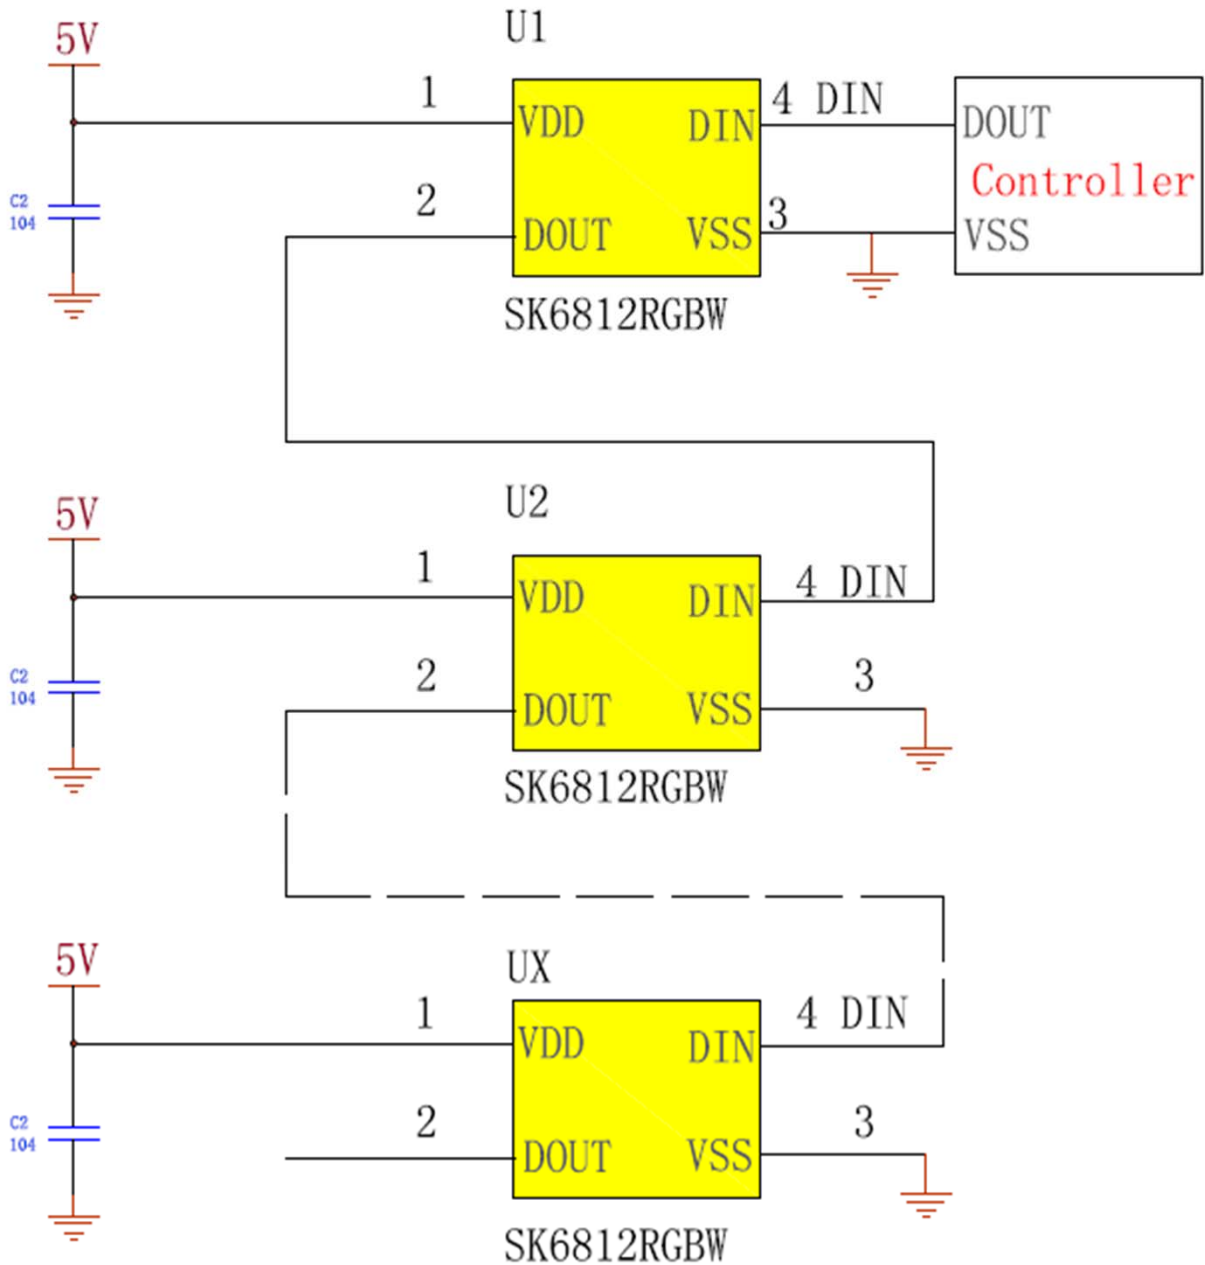 U1
5V
1
4 DIN
VDD
DIN
DOUT
Controller
C2
104
2
3
DOUT
VSS
VSS
SK6812RGBW
U2
5V
1
4 DIN
VDD
DIN
C2
104
2
3
DOUT
VSS
SK6812RGBW
UX
5V
1
4 DIN
VDD
DIN
C2
104
2
3
DOUT
VSS
SK6812RGBW